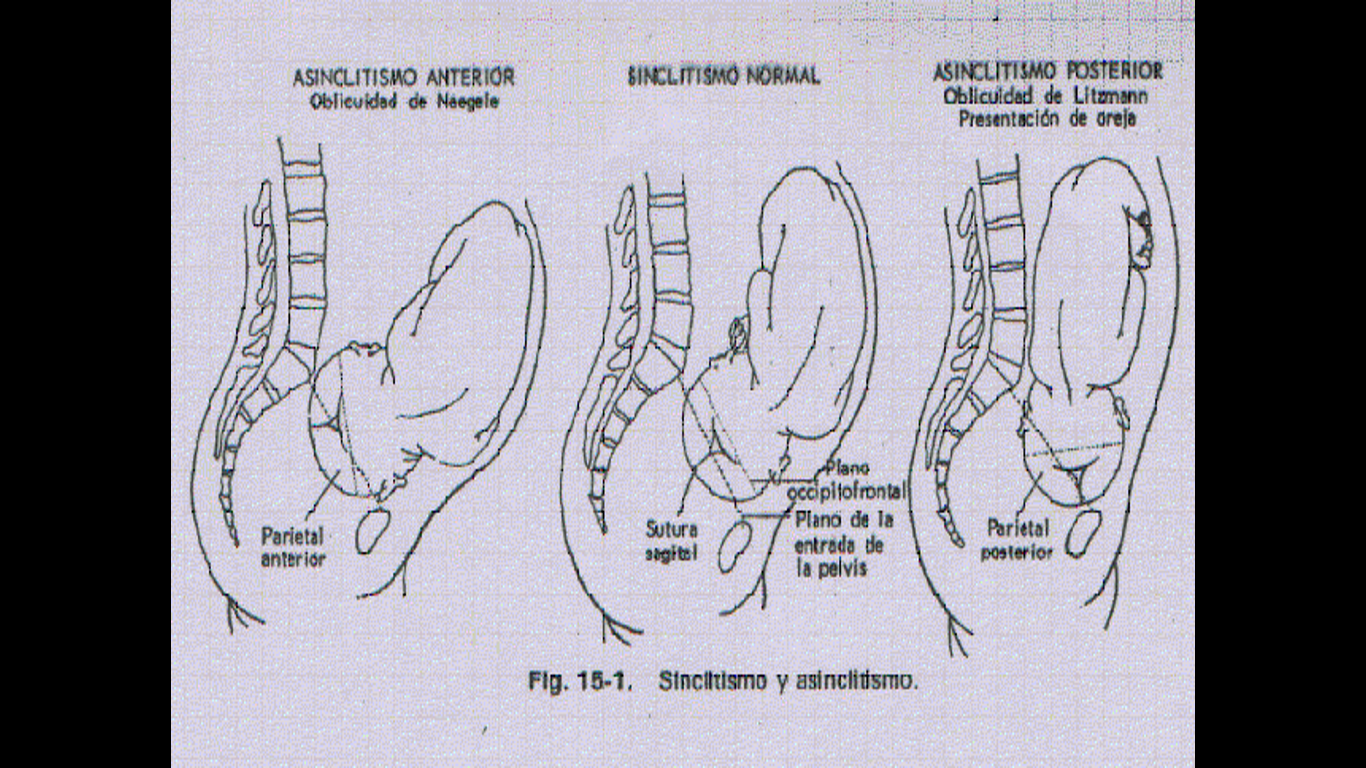 ASINCLITISMO ANTERIOR
Oblicuidad de Naegele
SINCLITISMO NORMAL
ASINCLITISMO POSTERIOR
Oblicuidad de Litzmann
Presentación de oreja
Parietal
anterior
Sutura
sagital
Plano
occipitofrontal
Plano de la
entrada de
la pelvis
Parietal
posterior
Fig. 15-1. Sinclitismo y asinclitismo.